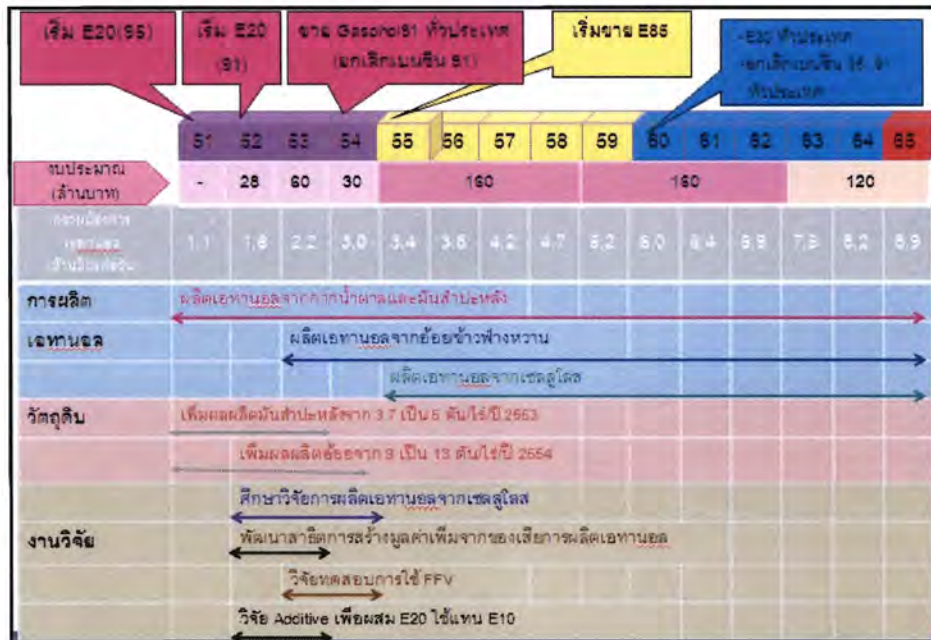 เริ่ม E20(95)
เริ่ม E20
(91)
ขาย Gasohol91 ทั่วประเทศ
(ยกเลิกเบนซิน 91)
เริ่มขาย E85
ทั่วประเทศ
51 52 53 54 55 56 57 58 59 60 61 62 63 64 65
งบประมาณ
(ล้านบาท)
- 28 60 30 160 160 120
1.1 1.8 2.2 3.0 3.4 3.8 4.2 4.7 5.2 6.0 8.2 8.9
การผลิต
ผลิตเอทานอลจากกากน้ำตาลและมันสำปะหลัง
เอทานอล
ผลิตเอทานอลจากอ้อยข้าวฟ่างหวาน
ผลิตเอทานอลจากเซลลูโลส
วัตถุดิบ
เพิ่มผลผลิตมันสำปะหลังจาก 3.7 เป็น 5 ตัน/ไร่/ปี 2553
เพิ่มผลผลิตอ้อยจาก 9 เป็น 13 ตัน/ไร่/ปี 2554
ศึกษาวิจัยการผลิตเอทานอลจากเซลลูโลส
งานวิจัย
พัฒนาสาธิตการสร้างมูลค่าเพิ่มจากของเสียการผลิตเอทานอล
วิจัยทดสอบการใช้ FFV
วิจัย Additive เพื่อผสม E20 ใช้แทน E10